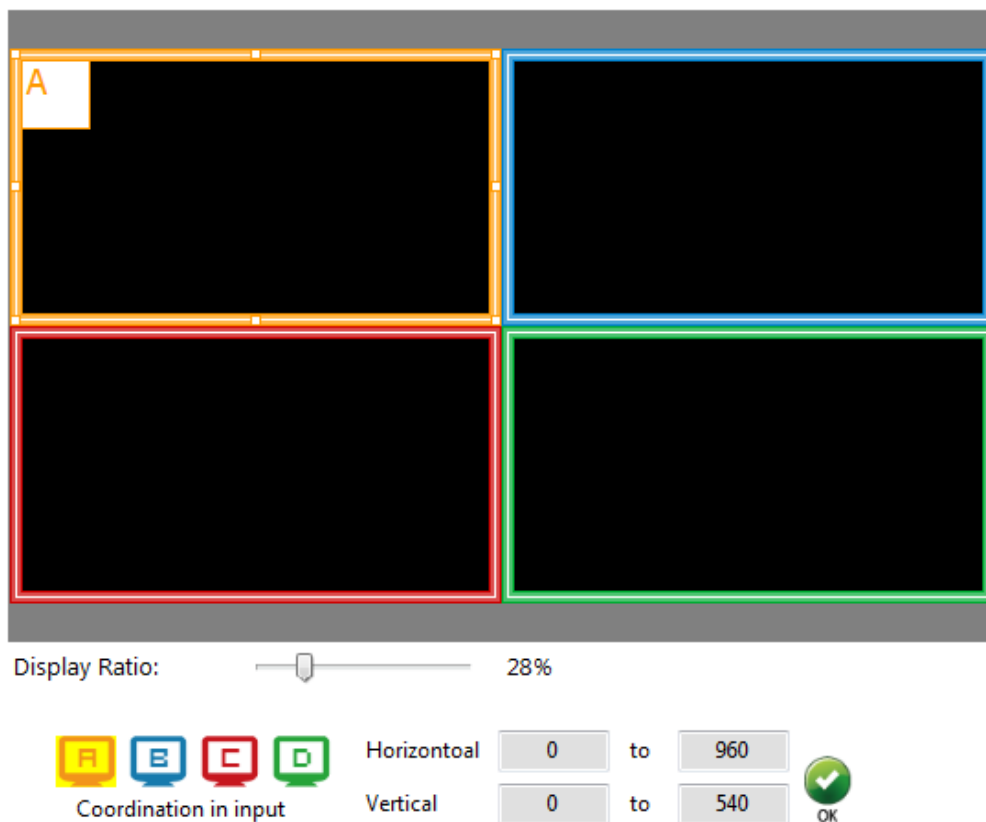 A
Display Ratio: 28%
A B C D
Horizontoal 0 to 960
Coordination in input
Vertical 0 to 540
OK